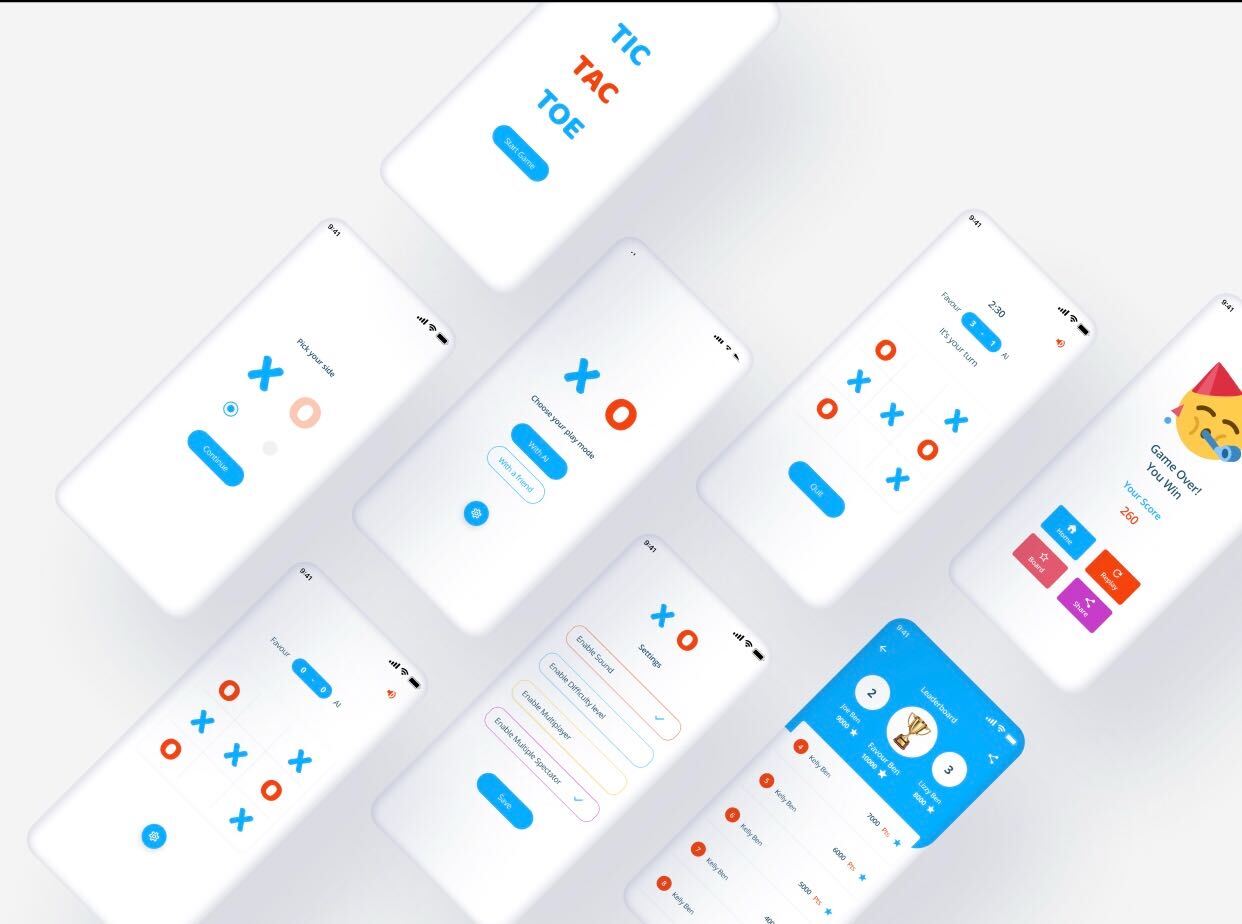 TIC
TAC
TOE
Start Game
9:41
Pick your side
Continue
Choose your play mode
With AI
With a friend
9:41
2:30
Favour
3 - 1
AI
It's your turn
Quit
9:41
Game Over!
You Win
Your Score
260
Home
Replay
Board
Share
9:41
Favour
0 - 0
AI
9:41
Settings
Enable Sound
Enable Difficulty level
Enable Multiplayer
Enable Multiple Spectator
Save
9:41
Leaderboard
2
Joe Ben
9000
Favour Ben
10000
3
Lizzy Ben
8000
4 Kelly Ben 7000 Pts
5 Kelly Ben 6000 Pts
6 Kelly Ben 5000 Pts
7 Kelly Ben
8 Kelly Ben